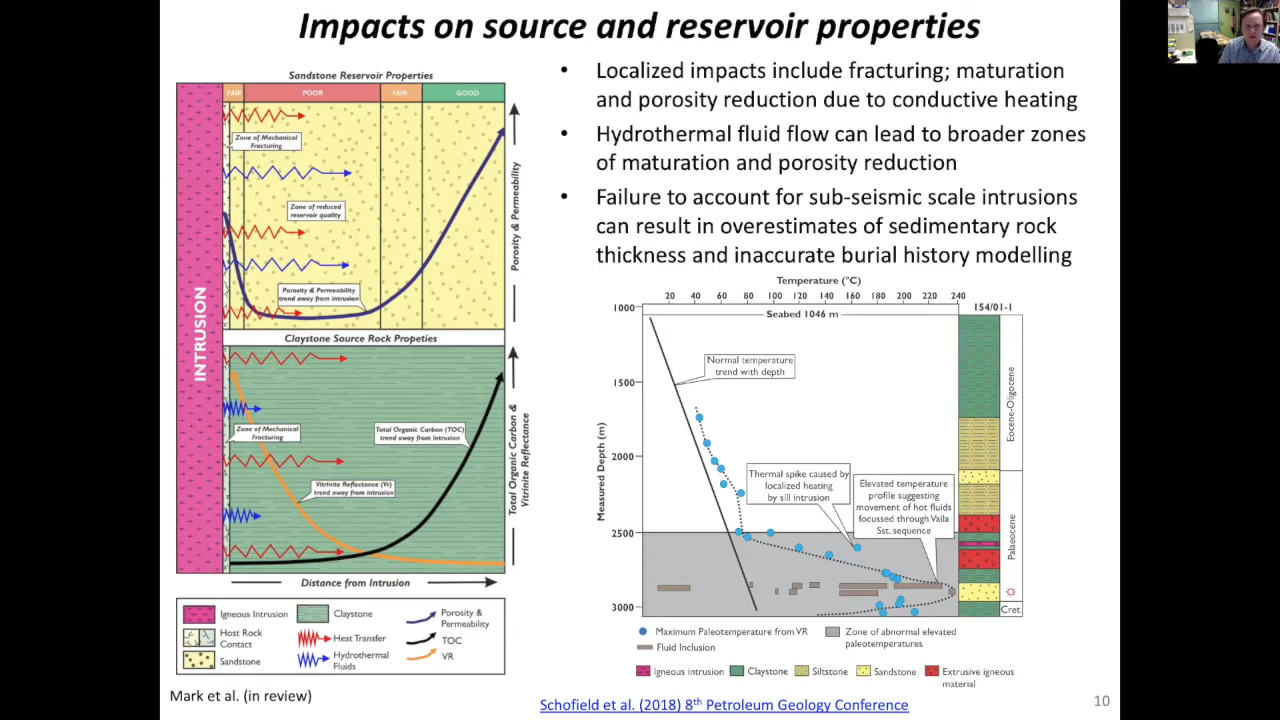 Impacts on source and reservoir properties
Sandstone Reservoir Properties
FAIR
POOR
FAIR
GOOD
Zone of Mechanical
Fracturing
Zone of reduced
reservoir quality
Porosity & Permeability
trend away from intrusion
Porosity & Permeability
INTRUSION
Claystone Source Rock Propeties
Zone of Mechanical
Fracturing
Total Organic Carbon (TOC)
trend away from intrusion
Vitrinite Reflectance (Vr)
trend away from intrusion
Total Organic Carbon &
Vitrinite Reflectance
Distance from Intrusion
Igneous Intrusion
Claystone
Porosity &
Permeability
Host Rock
Contact
Heat Transfer
TOC
Sandstone
Hydrothermal
Fluids
VR
Mark et al. (in review)
• Localized impacts include fracturing; maturation
and porosity reduction due to conductive heating
• Hydrothermal fluid flow can lead to broader zones
of maturation and porosity reduction
• Failure to account for sub-seismic scale intrusions
can result in overestimates of sedimentary rock
thickness and inaccurate burial history modelling
Temperature (°C)
20 40 60 80 100 120 140 160 180 200 220 240
154/01-1
Seabed 1046 m
1000
1500
2000
2500
3000
Measured Depth (m)
Normal temperature
trend with depth
Thermal spike caused by
localized heating
by sill intrusion
Elevated temperature
profile suggesting
movement of hot fluids
focussed through Vaila
Sst. sequence
Eocene-Oligocene
Palaeocene
Cret.
Maximum Paleotemperature from VR
Zone of abnormal elevated
paleotemperatures
Fluid Inclusion
Igneous intrusion
Claystone
Siltstone
Sandstone
Extrusive igneous
material
Schofield et al. (2018) 8th Petroleum Geology Conference
10